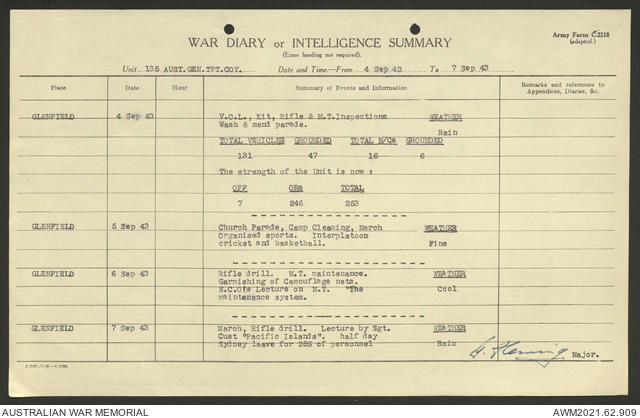 Army Form C.2118
(adapted.)
WAR DIARY or INTELLIGENCE SUMMARY
(Erase heading not required).
Unit 135 AUST.GEN.TPT.COY. Date and Time—From 4 Sep 43 To 7 Sep 43
Place Date Hour Summary of Events and Information Remarks and references to Appendices, Diaries, &c.
GLENFIELD 4 Sep 43 V.O.L., Kit, Rifle & M.T.Inspections WEATHER
Wash & mend parade. Rain
TOTAL VEHICLES GROUNDED TOTAL M/Cs GROUNDED
131 47 16 6
The strength of the Unit is now :
OFF ORs TOTAL
7 246 253
GLENFIELD 5 Sep 43 Church Parade, Camp Cleaning, March WEATHER
organised sports. Interplatoon
cricket and basketball. Fine
GLENFIELD 6 Sep 43 Rifle drill. M.T. maintenance. WEATHER
Garnishing of Camouflage nets.
N.C.O's Lecture on M.T. "The Cool
maintenance system.
GLENFIELD 7 Sep 43 March, Rifle drill. Lecture by Sgt. WEATHER
Cust "Pacific Islands". half day
Sydney leave for 25% of personnel Rain
Fleming Major.
AUSTRALIAN WAR MEMORIAL AWM2021.62.909